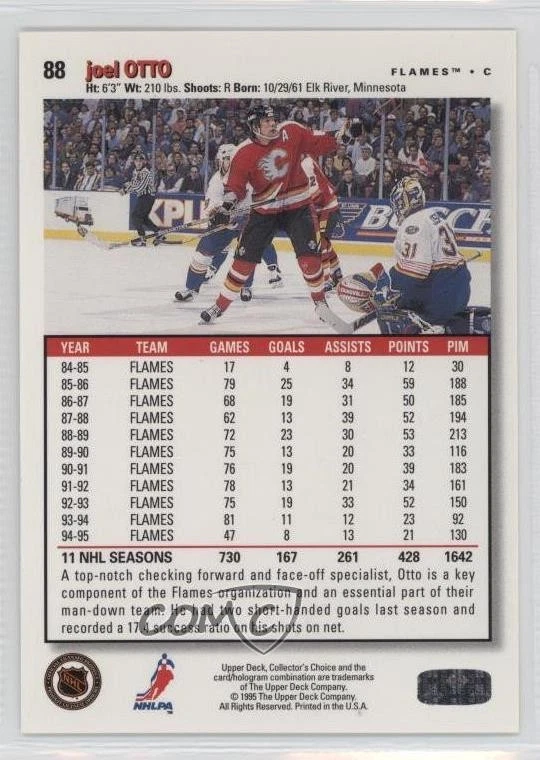 88 joel OTTO FLAMES™ • C
Ht: 6'3" Wt: 210 lbs. Shoots: R Born: 10/29/61 Elk River, Minnesota
C A
XPL
ST. LOUIS
BUSCH
31 31
YEAR TEAM GAMES GOALS ASSISTS POINTS PIM
84-85 FLAMES 17 4 8 12 30
85-86 FLAMES 79 25 34 59 188
86-87 FLAMES 68 19 31 50 185
87-88 FLAMES 62 13 39 52 194
88-89 FLAMES 72 23 30 53 213
89-90 FLAMES 75 13 20 33 116
90-91 FLAMES 76 19 20 39 183
91-92 FLAMES 78 13 21 34 161
92-93 FLAMES 75 19 33 52 150
93-94 FLAMES 81 11 12 23 92
94-95 FLAMES 47 8 13 21 130
11 NHL SEASONS 730 167 261 428 1642
A top-notch checking forward and face-off specialist, Otto is a key
component of the Flames organization and an essential part of their
man-down team. He had two short-handed goals last season and
recorded a success ratio on his shots on net.
COMC
NHL
NHLPA
Upper Deck, Collector's Choice and the
card/hologram combination are trademarks
of The Upper Deck Company.
© 1995 The Upper Deck Company.
All Rights Reserved. Printed in the U.S.A.